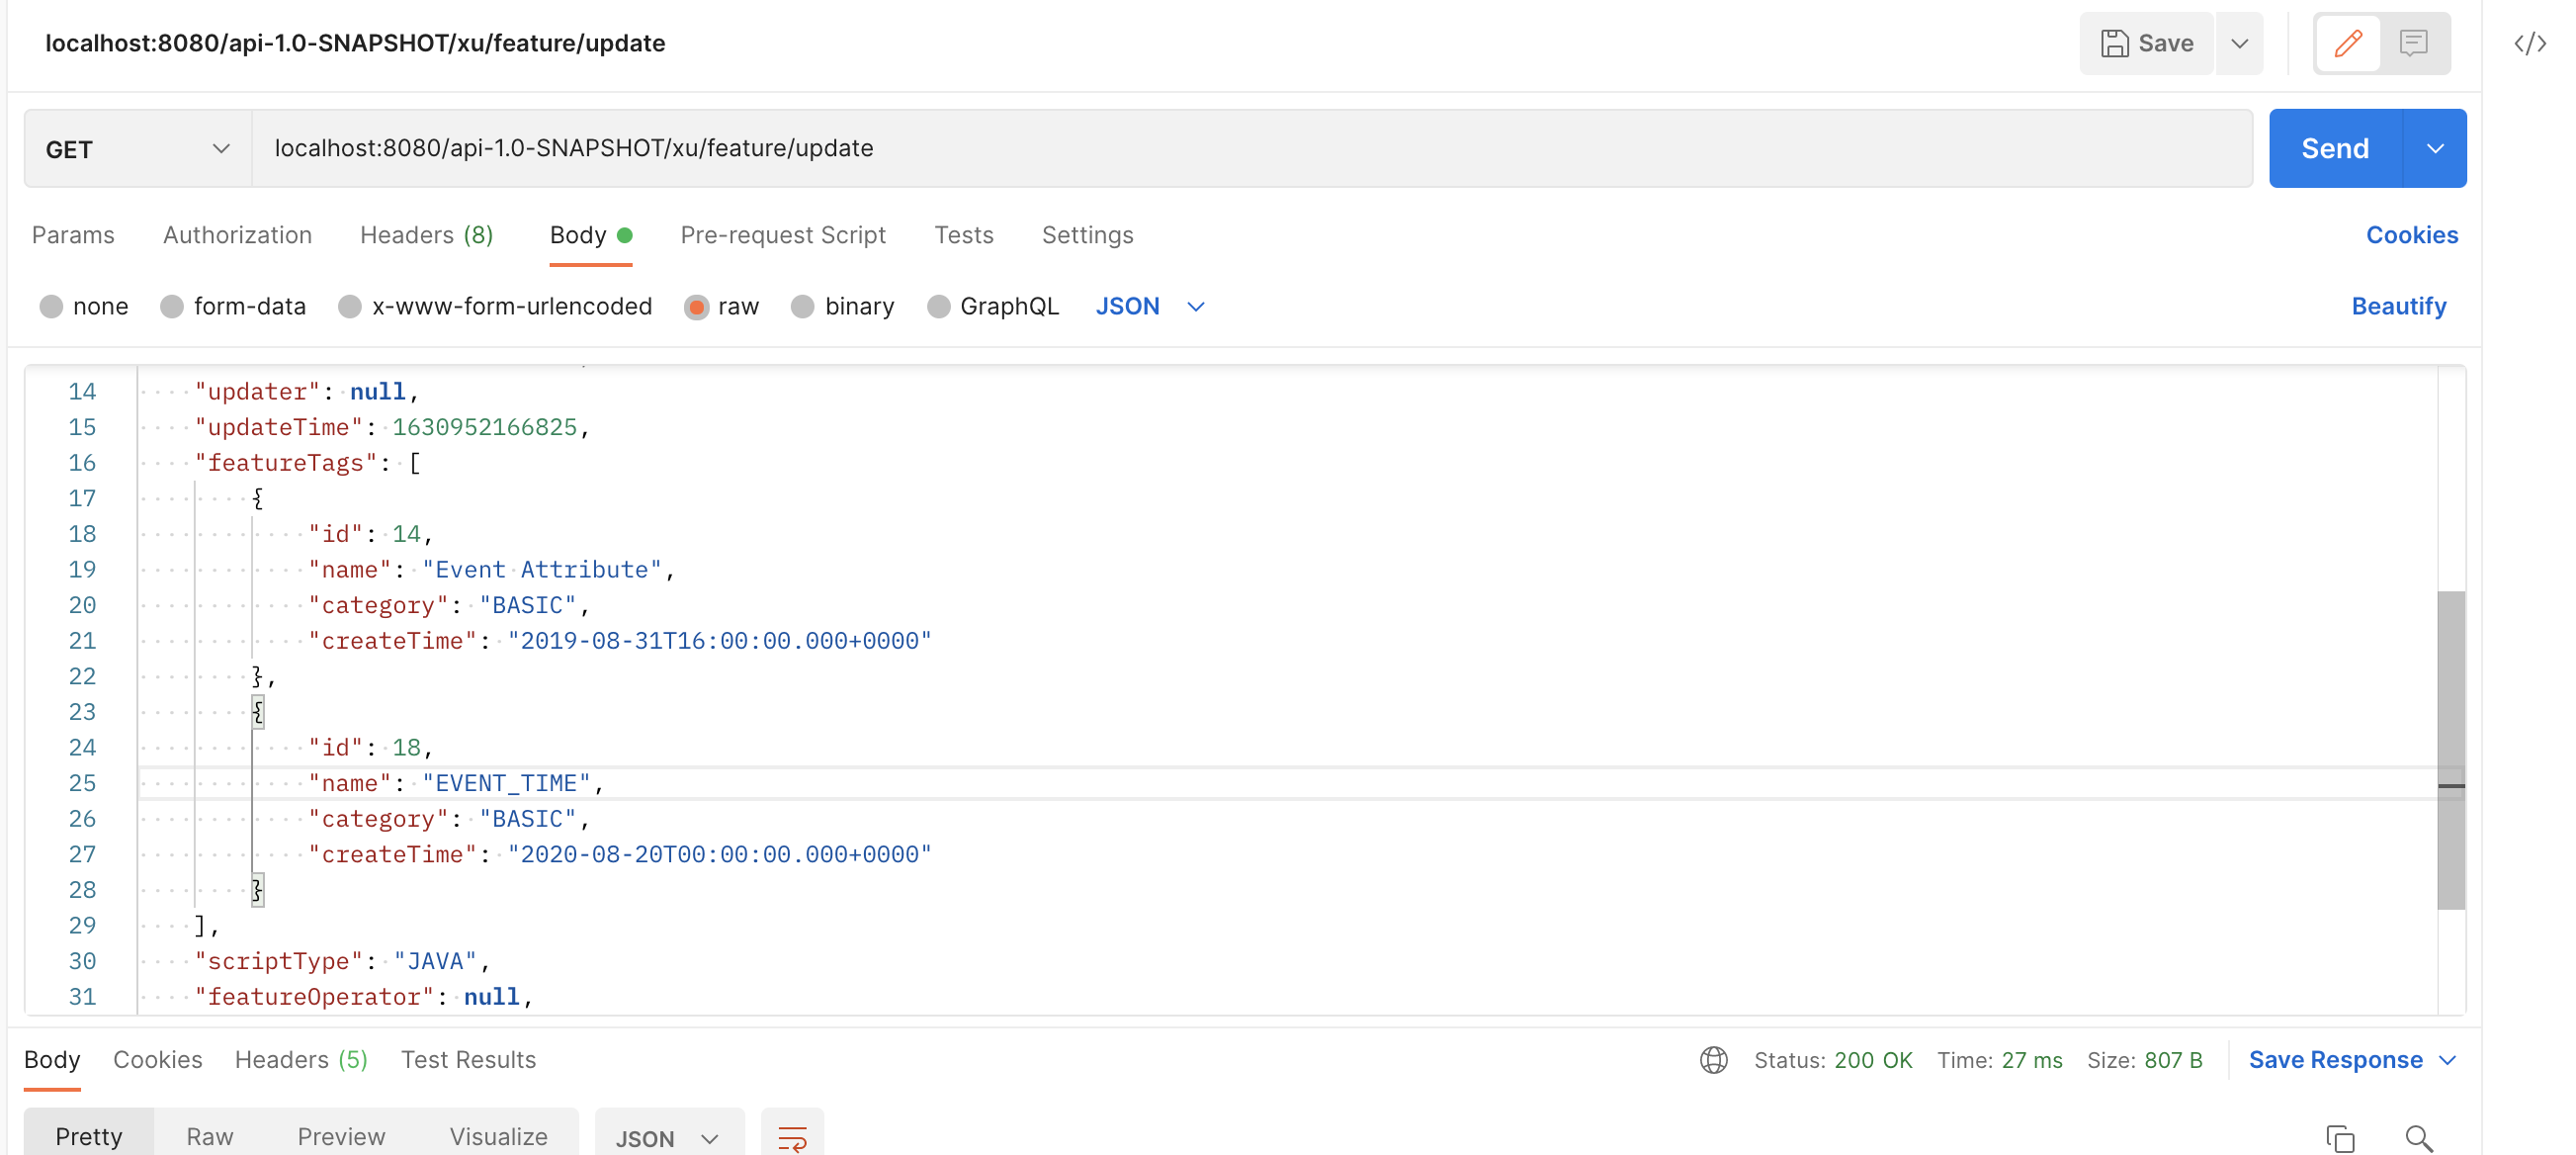 localhost:8080/api-1.0-SNAPSHOT/xu/feature/update Save
GET localhost:8080/api-1.0-SNAPSHOT/xu/feature/update Send
Params Authorization Headers (8) Body Pre-request Script Tests Settings Cookies
none form-data x-www-form-urlencoded raw binary GraphQL JSON Beautify
14 "updater": null,
15 "updateTime": 1630952166825,
16 "featureTags": [
17 {
18 "id": 14,
19 "name": "Event Attribute",
20 "category": "BASIC",
21 "createTime": "2019-08-31T16:00:00.000+0000"
22 },
23 {
24 "id": 18,
25 "name": "EVENT_TIME",
26 "category": "BASIC",
27 "createTime": "2020-08-20T00:00:00.000+0000"
28 }
29 ],
30 "scriptType": "JAVA",
31 "featureOperator": null,
Body Cookies Headers (5) Test Results Status: 200 OK Time: 27 ms Size: 807 B Save Response
Pretty Raw Preview Visualize JSON